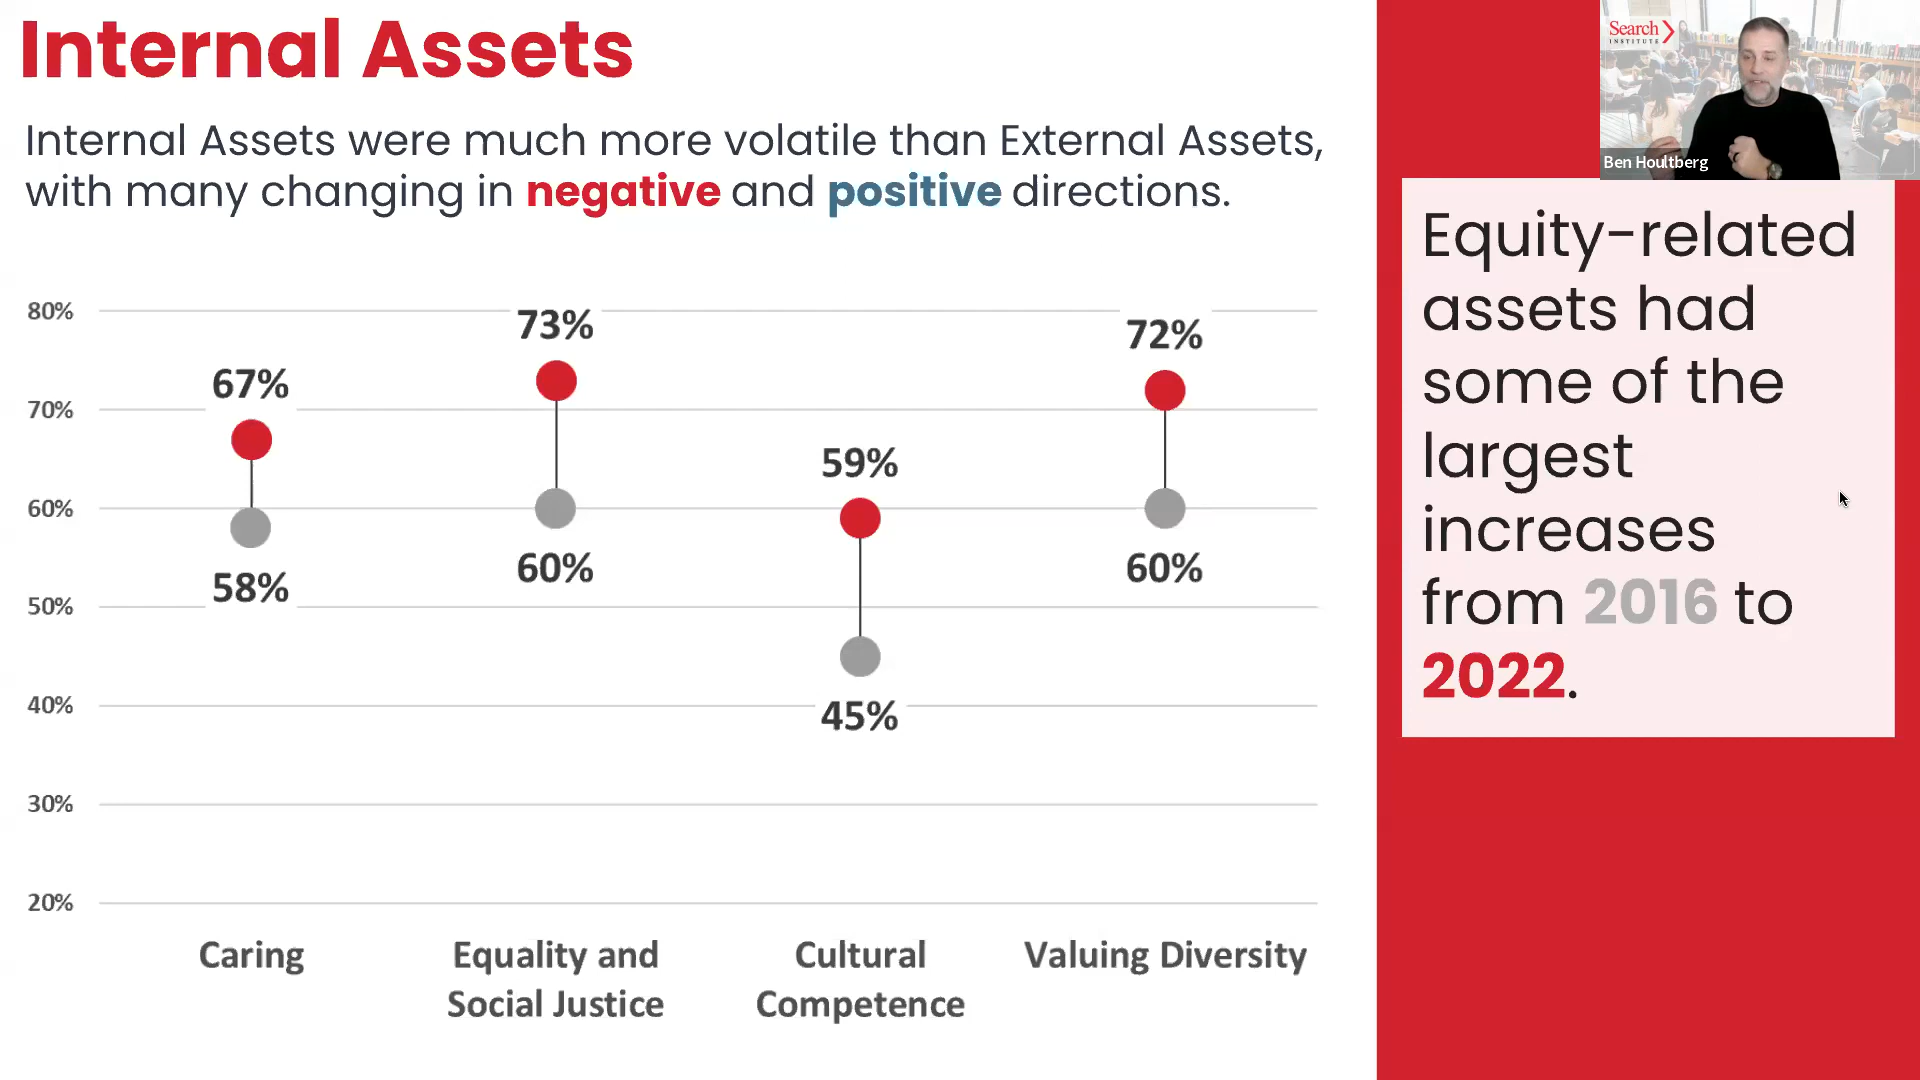 Internal Assets
Internal Assets were much more volatile than External Assets,
with many changing in negative and positive directions.
80%
70%
60%
50%
40%
30%
20%
67%
58%
73%
60%
59%
45%
72%
60%
Caring
Equality and
Social Justice
Cultural
Competence
Valuing Diversity
Search
INSTITUTE
Ben Houltberg
Equity-related
assets had
some of the
largest
increases
from 2016 to
2022.